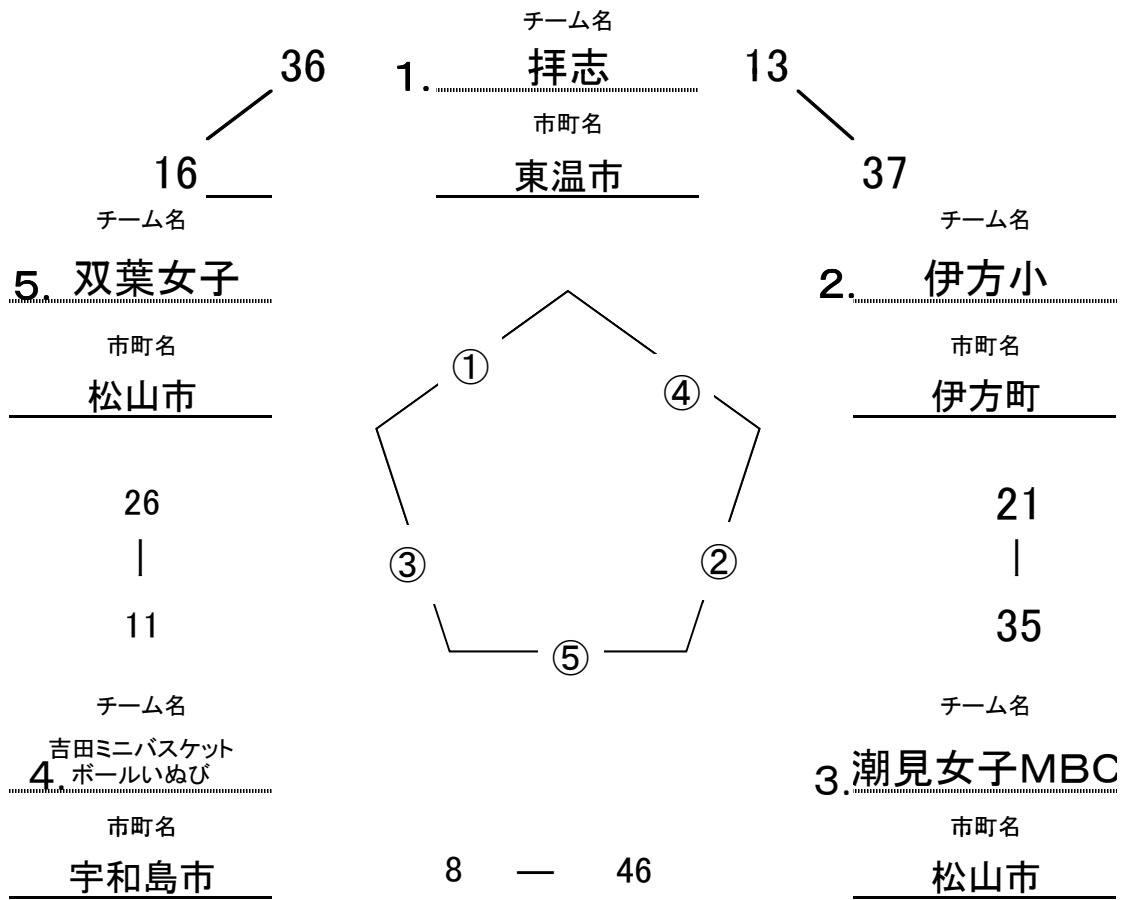 チーム名
36 1. 拝志 13
市町名
16 東温市 37
チーム名 チーム名
5. 双葉女子 2. 伊方小
市町名 市町名
① ④
松山市 伊方町
26 21
| |
③ ②
11 35
⑤
チーム名 チーム名
吉田ミニバスケット
4. ボールいぬび 3. 潮見女子MBC
市町名 市町名
宇和島市 8 — 46 松山市